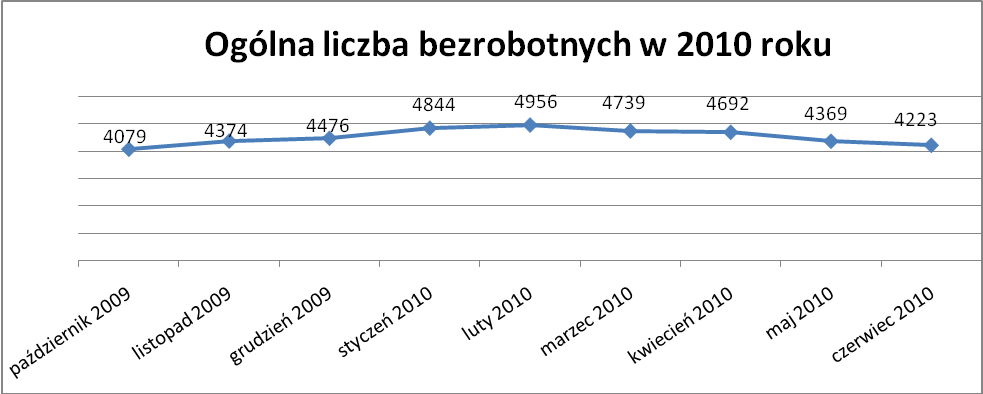 Ogólna liczba bezrobotnych w 2010 roku
4079
4374
4476
4844
4956
4739
4692
4369
4223
październik 2009
listopad 2009
grudzień 2009
styczeń 2010
luty 2010
marzec 2010
kwiecień 2010
maj 2010
czerwiec 2010